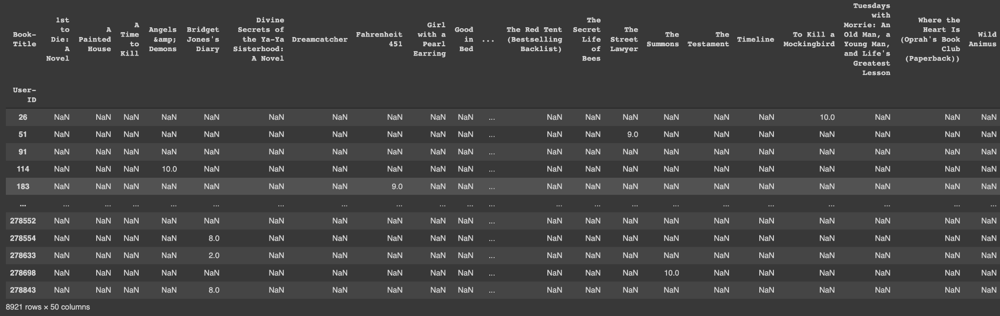 Book-Title 1st to Die: A Novel A Painted House A Time to Kill Angels &amp; Demons Bridget Jones's Diary Divine Secrets of the Ya-Ya Sisterhood: A Novel Dreamcatcher Fahrenheit 451 Girl with a Pearl Earring Good in Bed ... The Red Tent (Bestselling Backlist) The Secret Life of Bees The Street Lawyer The Summons The Testament Timeline To Kill a Mockingbird Tuesdays with Morrie: An Old Man, a Young Man, and Life's Greatest Lesson Where the Heart Is (Oprah's Book Club (Paperback)) Wild Animus
User-ID
26 NaN NaN NaN NaN NaN NaN NaN NaN NaN NaN ... NaN NaN NaN NaN NaN NaN 10.0 NaN NaN NaN
51 NaN NaN NaN NaN NaN NaN NaN NaN NaN NaN ... NaN NaN 9.0 NaN NaN NaN NaN NaN NaN NaN
91 NaN NaN NaN NaN NaN NaN NaN NaN NaN NaN ... NaN NaN NaN NaN NaN NaN NaN NaN NaN NaN
114 NaN NaN NaN 10.0 NaN NaN NaN NaN NaN NaN ... NaN NaN NaN NaN NaN NaN NaN NaN NaN NaN
183 NaN NaN NaN NaN NaN NaN NaN 9.0 NaN NaN ... NaN NaN NaN NaN NaN NaN NaN NaN NaN NaN
... ... ... ... ... ... ... ... ... ... ... ... ... ... ... ... ... ... ... ... ... ...
278552 NaN NaN NaN NaN NaN NaN NaN NaN NaN NaN ... NaN NaN NaN NaN NaN NaN NaN NaN NaN NaN
278554 NaN NaN NaN NaN 8.0 NaN NaN NaN NaN NaN ... NaN NaN NaN NaN NaN NaN NaN NaN NaN NaN
278633 NaN NaN NaN NaN 2.0 NaN NaN NaN NaN NaN ... NaN NaN NaN NaN NaN NaN NaN NaN NaN NaN
278698 NaN NaN NaN NaN NaN NaN NaN NaN NaN NaN ... NaN NaN NaN 10.0 NaN NaN NaN NaN NaN NaN
278843 NaN NaN NaN NaN 8.0 NaN NaN NaN NaN NaN ... NaN NaN NaN NaN NaN NaN NaN NaN NaN NaN
8921 rows × 50 columns